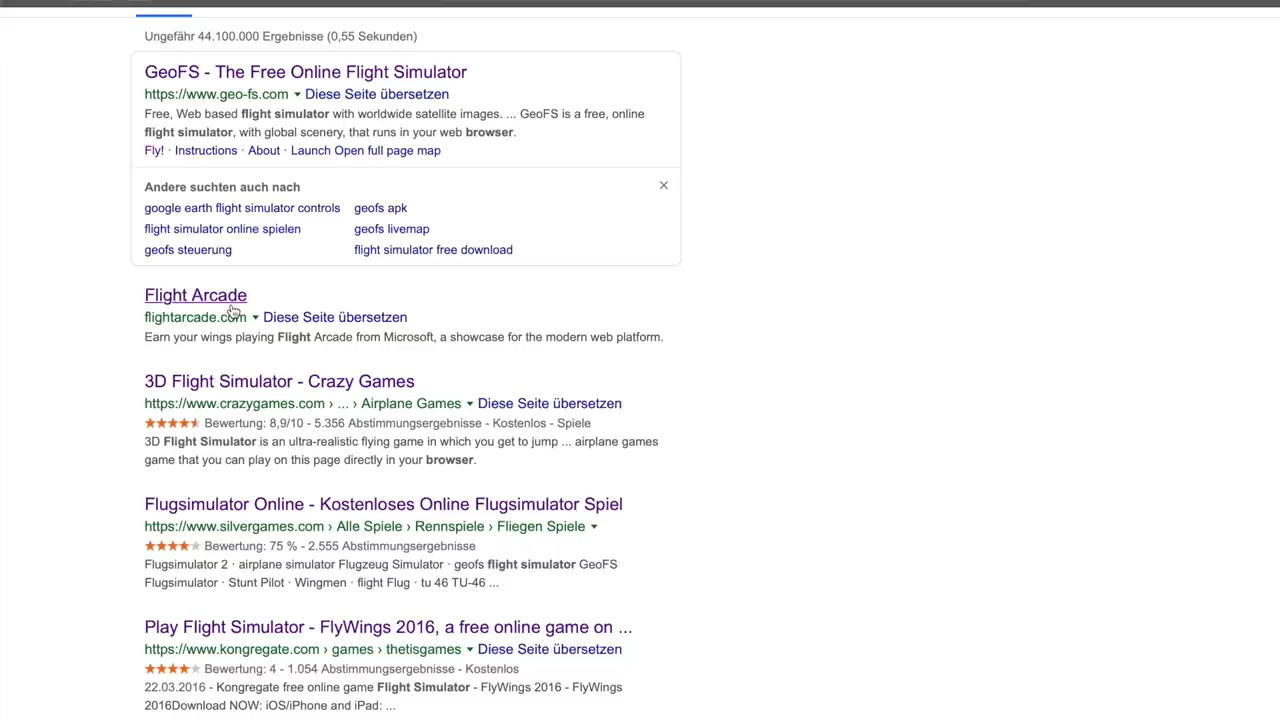 Ungefähr 44.100.000 Ergebnisse (0,55 Sekunden)
GeoFS - The Free Online Flight Simulator
https://www.geo-fs.com Diese Seite übersetzen
Free, Web based flight simulator with worldwide satellite images. ... GeoFS is a free, online
flight simulator, with global scenery, that runs in your web browser.
Fly! · Instructions · About · Launch Open full page map
Andere suchten auch nach
google earth flight simulator controls geofs apk
flight simulator online spielen geofs livemap
geofs steuerung flight simulator free download
Flight Arcade
flightarcade.com Diese Seite übersetzen
Earn your wings playing Flight Arcade from Microsoft, a showcase for the modern web platform.
3D Flight Simulator - Crazy Games
https://www.crazygames.com › ... › Airplane Games Diese Seite übersetzen
Bewertung: 8,9/10 - 5.356 Abstimmungsergebnisse - Kostenlos - Spiele
3D Flight Simulator is an ultra-realistic flying game in which you get to jump ... airplane games
game that you can play on this page directly in your browser.
Flugsimulator Online - Kostenloses Online Flugsimulator Spiel
https://www.silvergames.com › Alle Spiele › Rennspiele › Fliegen Spiele
Bewertung: 75 % - 2.555 Abstimmungsergebnisse
Flugsimulator 2 · airplane simulator Flugzeug Simulator · geofs flight simulator GeoFS
Flugsimulator · Stunt Pilot · Wingmen · flight Flug · tu 46 TU-46 ...
Play Flight Simulator - FlyWings 2016, a free online game on ...
https://www.kongregate.com › games › thetisgames Diese Seite übersetzen
Bewertung: 4 - 1.054 Abstimmungsergebnisse - Kostenlos
22.03.2016 - Kongregate free online game Flight Simulator - FlyWings 2016 - FlyWings
2016Download NOW: iOS/iPhone and iPad: ...